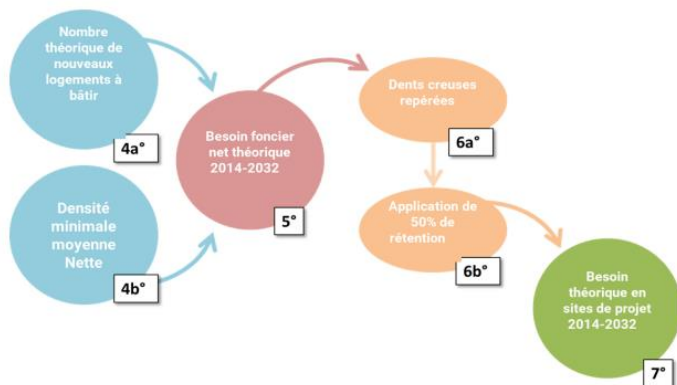 Nombre
théorique de
nouveaux
logements à
bâtir
4a°
Densité
minimale
moyenne
Nette
4b°
Besoin foncier
net théorique
2014-2032
5°
Dents creuses
repérées
6a°
Application de
50% de
rétention
6b°
Besoin
théorique en
sites de projet
2014-2032
7°